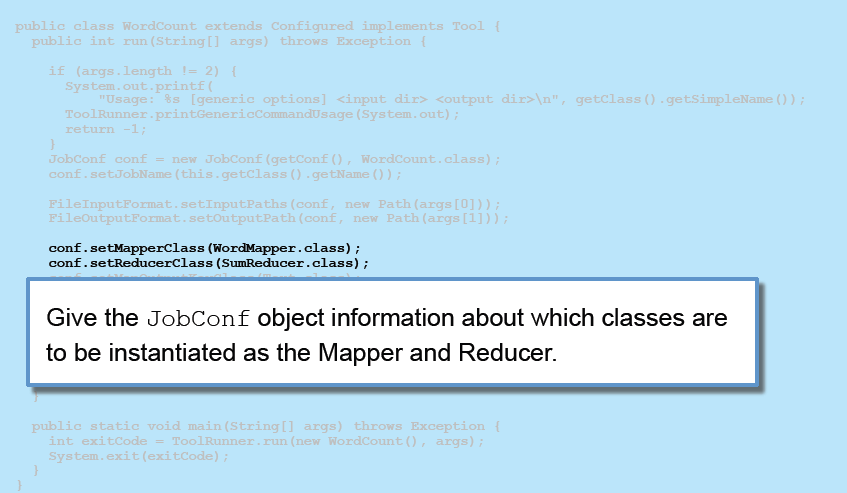 public class WordCount extends Configured implements Tool {
public int run(String[] args) throws Exception {
if (args.length != 2) {
System.out.printf(
"Usage: %s [generic options] <input dir> <output dir>\n", getClass().getSimpleName());
ToolRunner.printGenericCommandUsage(System.out);
return -1;
}
JobConf conf = new JobConf(getConf(), WordCount.class);
conf.setJobName(this.getClass().getName());
FileInputFormat.setInputPaths(conf, new Path(args[0]));
FileOutputFormat.setOutputPath(conf, new Path(args[1]));
conf.setMapperClass(WordMapper.class);
conf.setReducerClass(SumReducer.class);
conf.setMapOutputKeyClass(Text.class);
Give the JobConf object information about which classes are
to be instantiated as the Mapper and Reducer.
}
public static void main(String[] args) throws Exception {
int exitCode = ToolRunner.run(new WordCount(), args);
System.exit(exitCode);
}
}